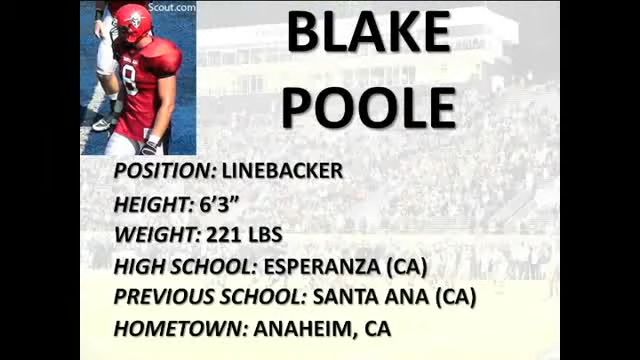 Scout.com
BLAKE
POOLE
8
POSITION: LINEBACKER
HEIGHT: 6’3”
WEIGHT: 221 LBS
HIGH SCHOOL: ESPERANZA (CA)
PREVIOUS SCHOOL: SANTA ANA (CA)
HOMETOWN: ANAHEIM, CA